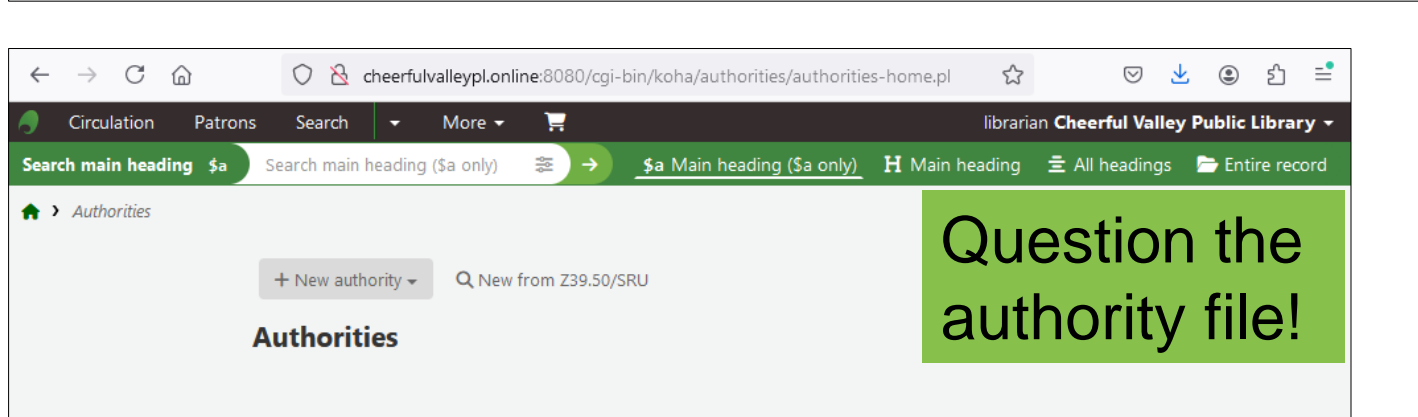 cheerfulvalleypl.online:8080/cgi-bin/koha/authorities/authorities-home.pl
Circulation Patrons Search More librarian Cheerful Valley Public Library
Search main heading $a Search main heading ($a only) $a Main heading ($a only) H Main heading All headings Entire record
Authorities
+ New authority New from Z39.50/SRU
Authorities
Question the
authority file!